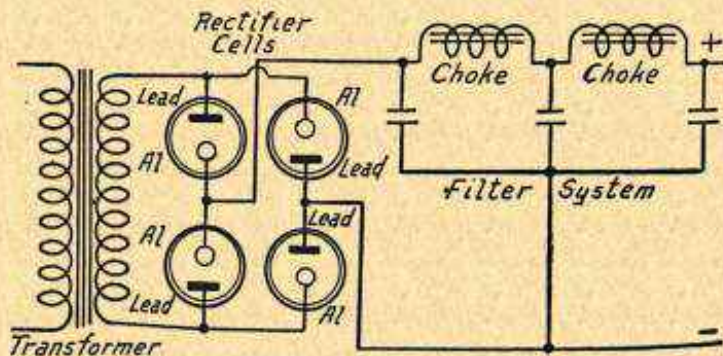 Rectifier
Cells
Choke
Choke
+
Lead
Al
Al
Lead
Filter System
Al
Lead
Lead
Al
Transformer
-